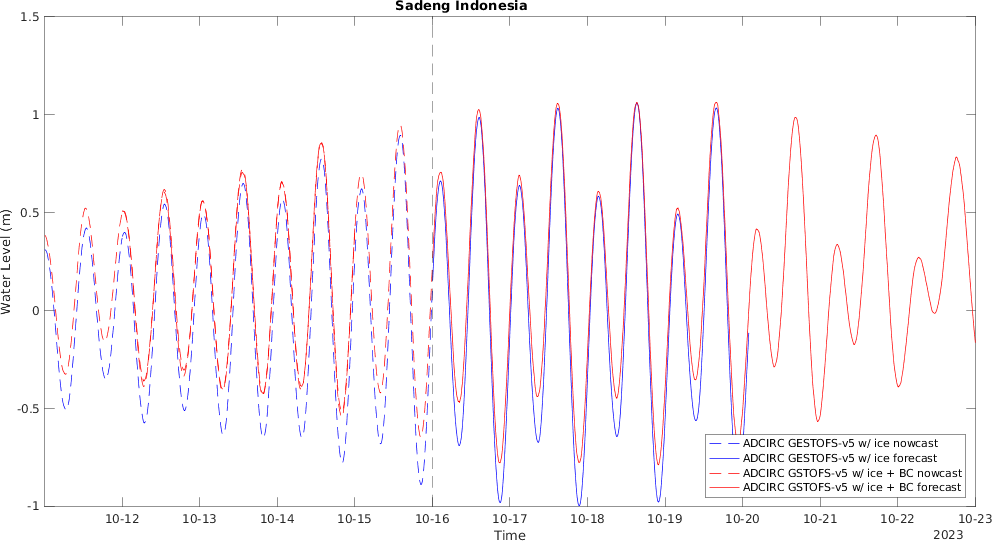 Sadeng Indonesia
1.5
1
0.5
0
-0.5
-1
Water Level (m)
10-12 10-13 10-14 10-15 10-16 10-17 10-18 10-19 10-20 10-21 10-22 10-23
Time
2023
ADCIRC GESTOFS-v5 w/ ice nowcast
ADCIRC GESTOFS-v5 w/ ice forecast
ADCIRC GSTOFS-v5 w/ ice + BC nowcast
ADCIRC GSTOFS-v5 w/ ice + BC forecast